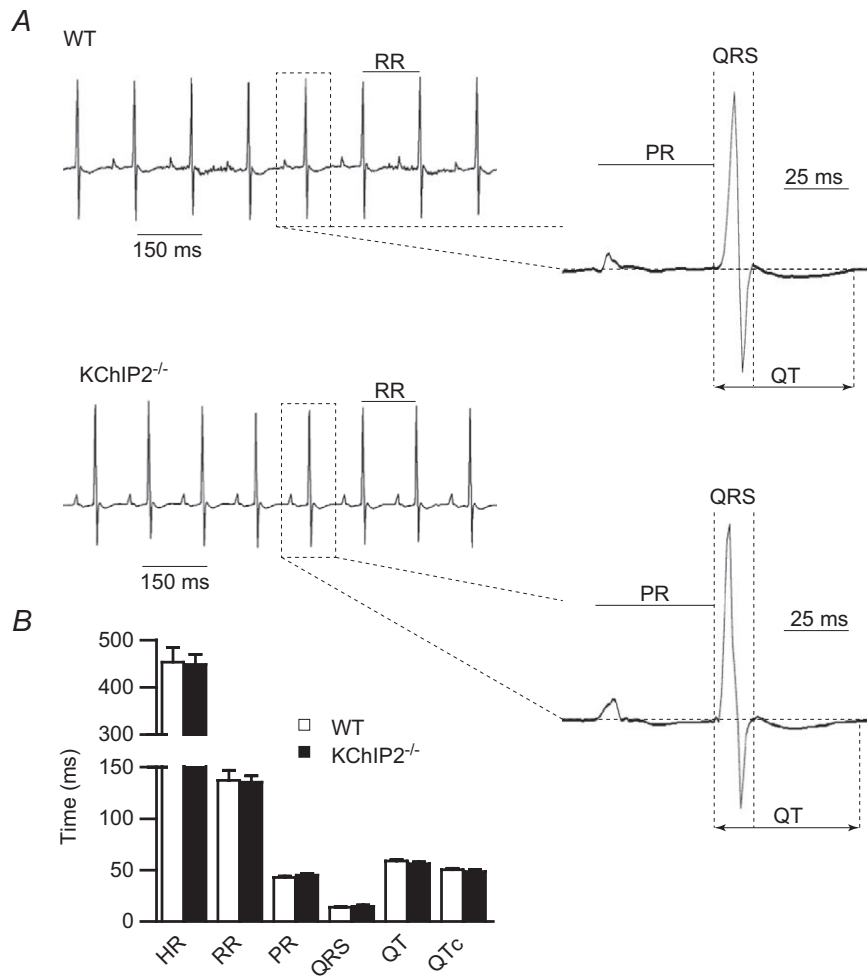 A
WT
RR
150 ms
QRS
PR
25 ms
QT
KChIP2-/-
RR
150 ms
QRS
PR
25 ms
QT
B
500
400
300
150
100
50
0
Time (ms)
WT
KChIP2-/-
HR
RR
PR
QRS
QT
QTc